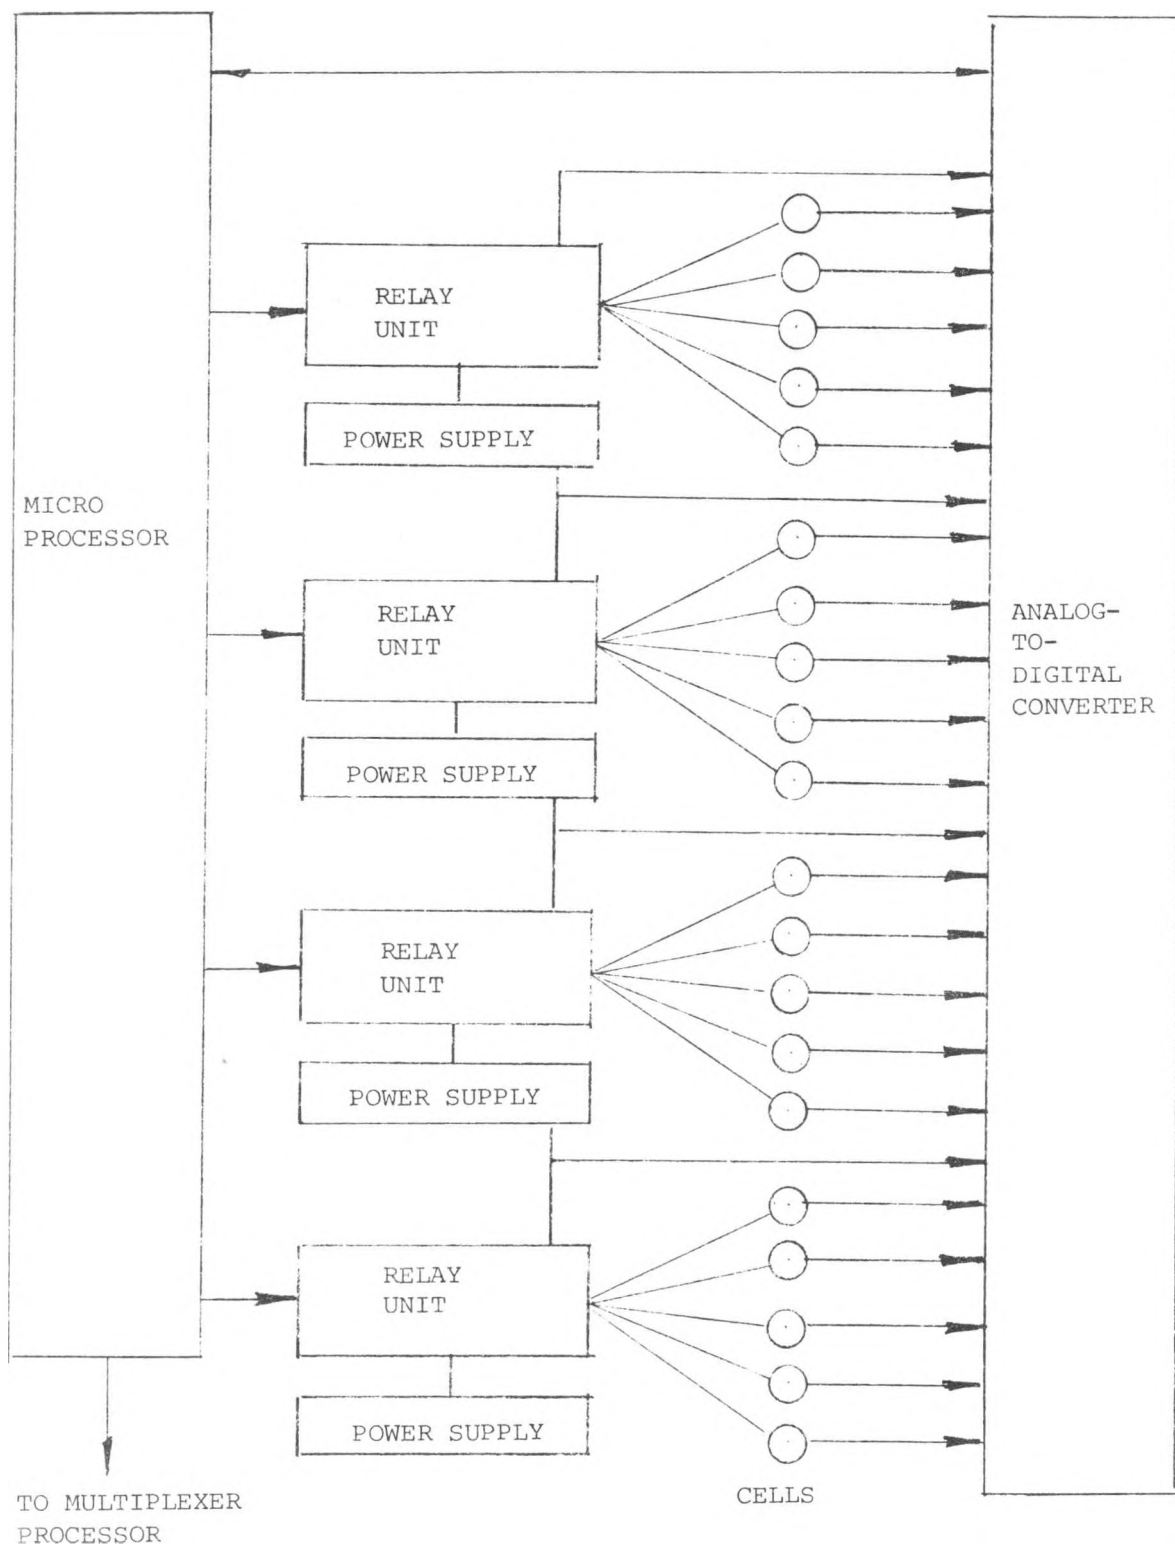 RELAY
UNIT
POWER SUPPLY
MICRO
PROCESSOR
RELAY
UNIT
ANALOG-
TO-
DIGITAL
CONVERTER
POWER SUPPLY
RELAY
UNIT
POWER SUPPLY
RELAY
UNIT
POWER SUPPLY
CELLS
TO MULTIPLEXER
PROCESSOR